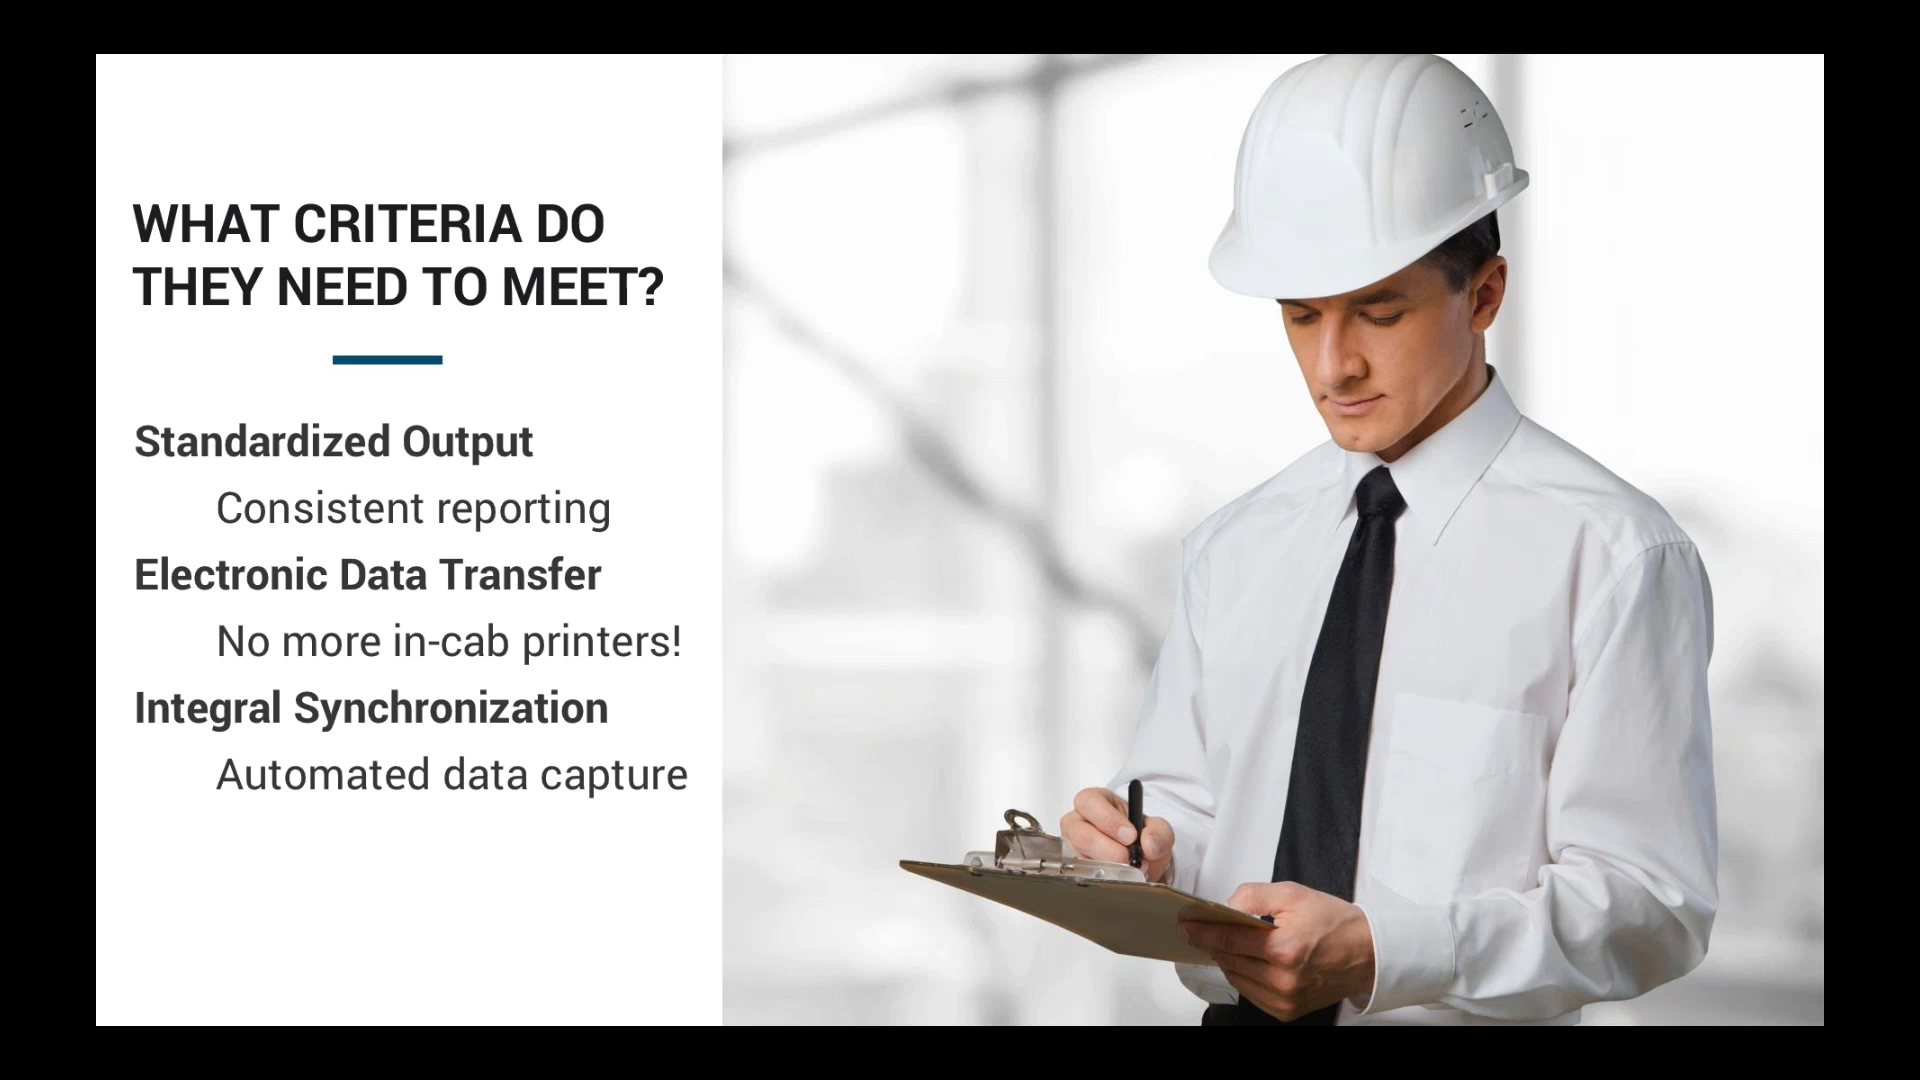 WHAT CRITERIA DO
THEY NEED TO MEET?
Standardized Output
Consistent reporting
Electronic Data Transfer
No more in-cab printers!
Integral Synchronization
Automated data capture